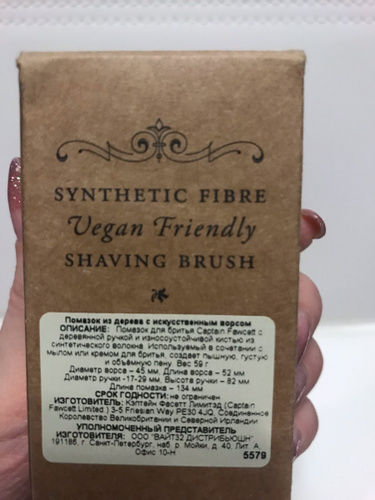 SYNTHETIC FIBRE
Vegan Friendly
SHAVING BRUSH
Помазок из дерева с искусственным ворсом
ОПИСАНИЕ: Помазок для бритья Captain Fawcett с
деревянной ручкой и износоустойчивой кистью из
синтетического волокна. Используемый в сочетании с
мылом или кремом для бритья, создает пышную, густую
и объёмную пену. Вес 59 г
Диаметр ворса – 45 мм, Длина ворса – 52 мм
Диаметр ручки -17-29 мм, Высота ручки – 82 мм
Длина помазка – 134 мм
СРОК ГОДНОСТИ: не ограничен
ИЗГОТОВИТЕЛЬ: Кэптейн Фасетт Лимитэд (Captain
Fawcett Limited ) 3-5 Friesian Way PE30 4JQ, Соединенное
Королевство Великобритании и Северной Ирландии
УПОЛНОМОЧЕННЫЙ ПРЕДСТАВИТЕЛЬ
ИЗГОТОВИТЕЛЯ: ООО "ВАЙТ32 ДИСТРИБЬЮШН"
191186, г. Санкт-Петербург, наб. р. Мойки, д. 40, Лит. А,
Офис 10-Н
5579